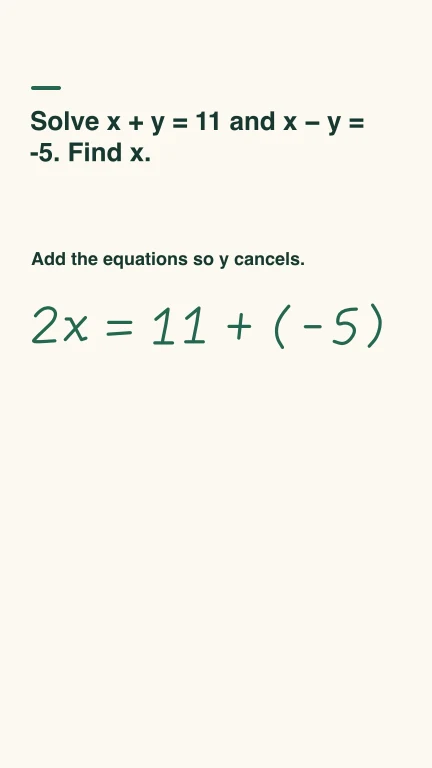 Solve x + y = 11 and x − y =
-5. Find x.
Add the equations so y cancels.
2x = 11 + (-5)